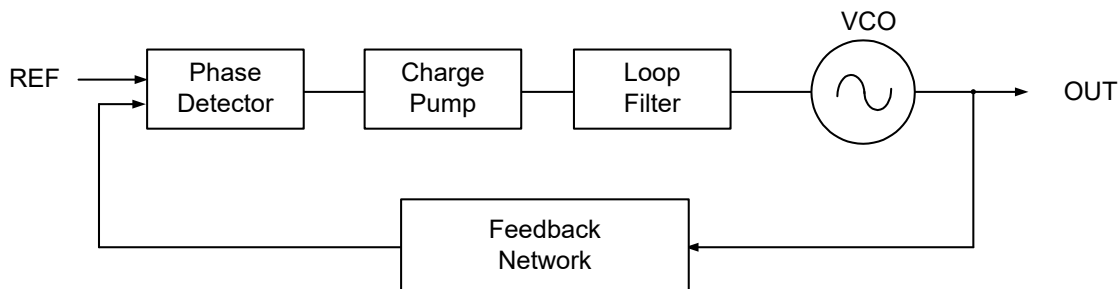 VCO
REF
Phase
Detector
Charge
Pump
Loop
Filter
OUT
Feedback
Network